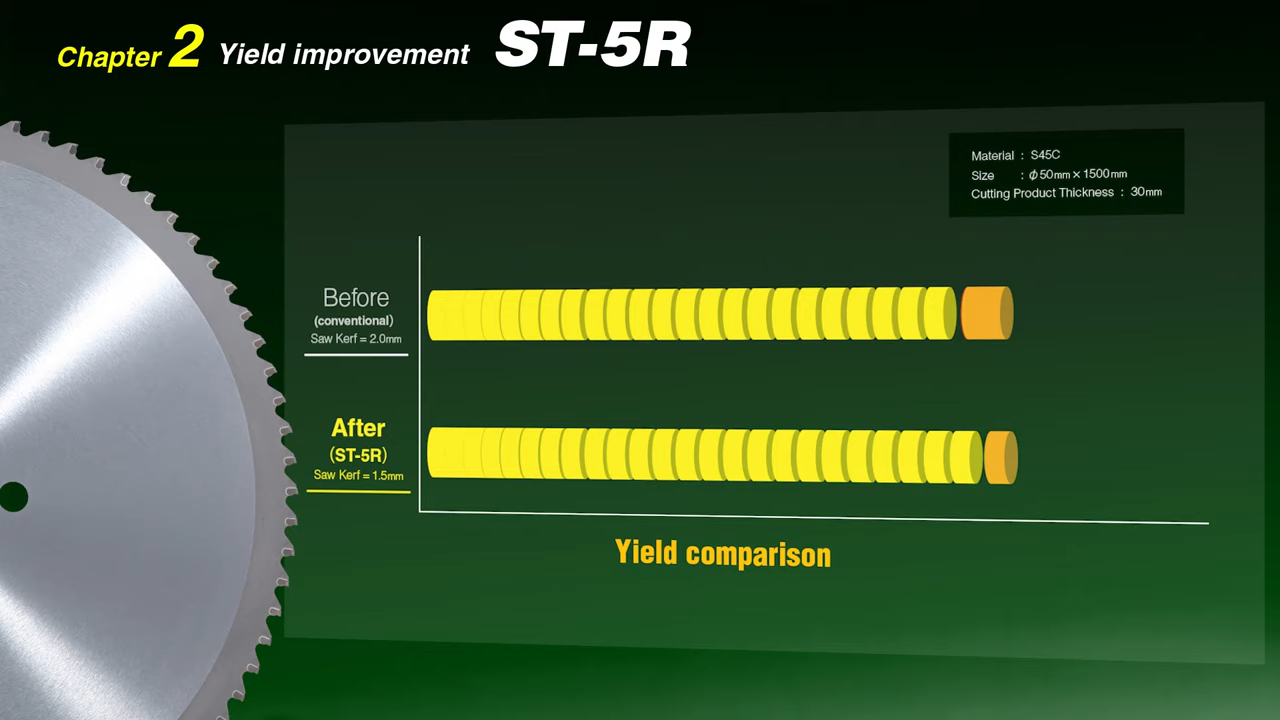 Chapter 2 Yield improvement ST-5R
Material : S45C
Size : ϕ50mm×1500mm
Cutting Product Thickness : 30mm
Before
(conventional)
Saw Kerf = 2.0mm
After
(ST-5R)
Saw Kerf = 1.5mm
Yield comparison